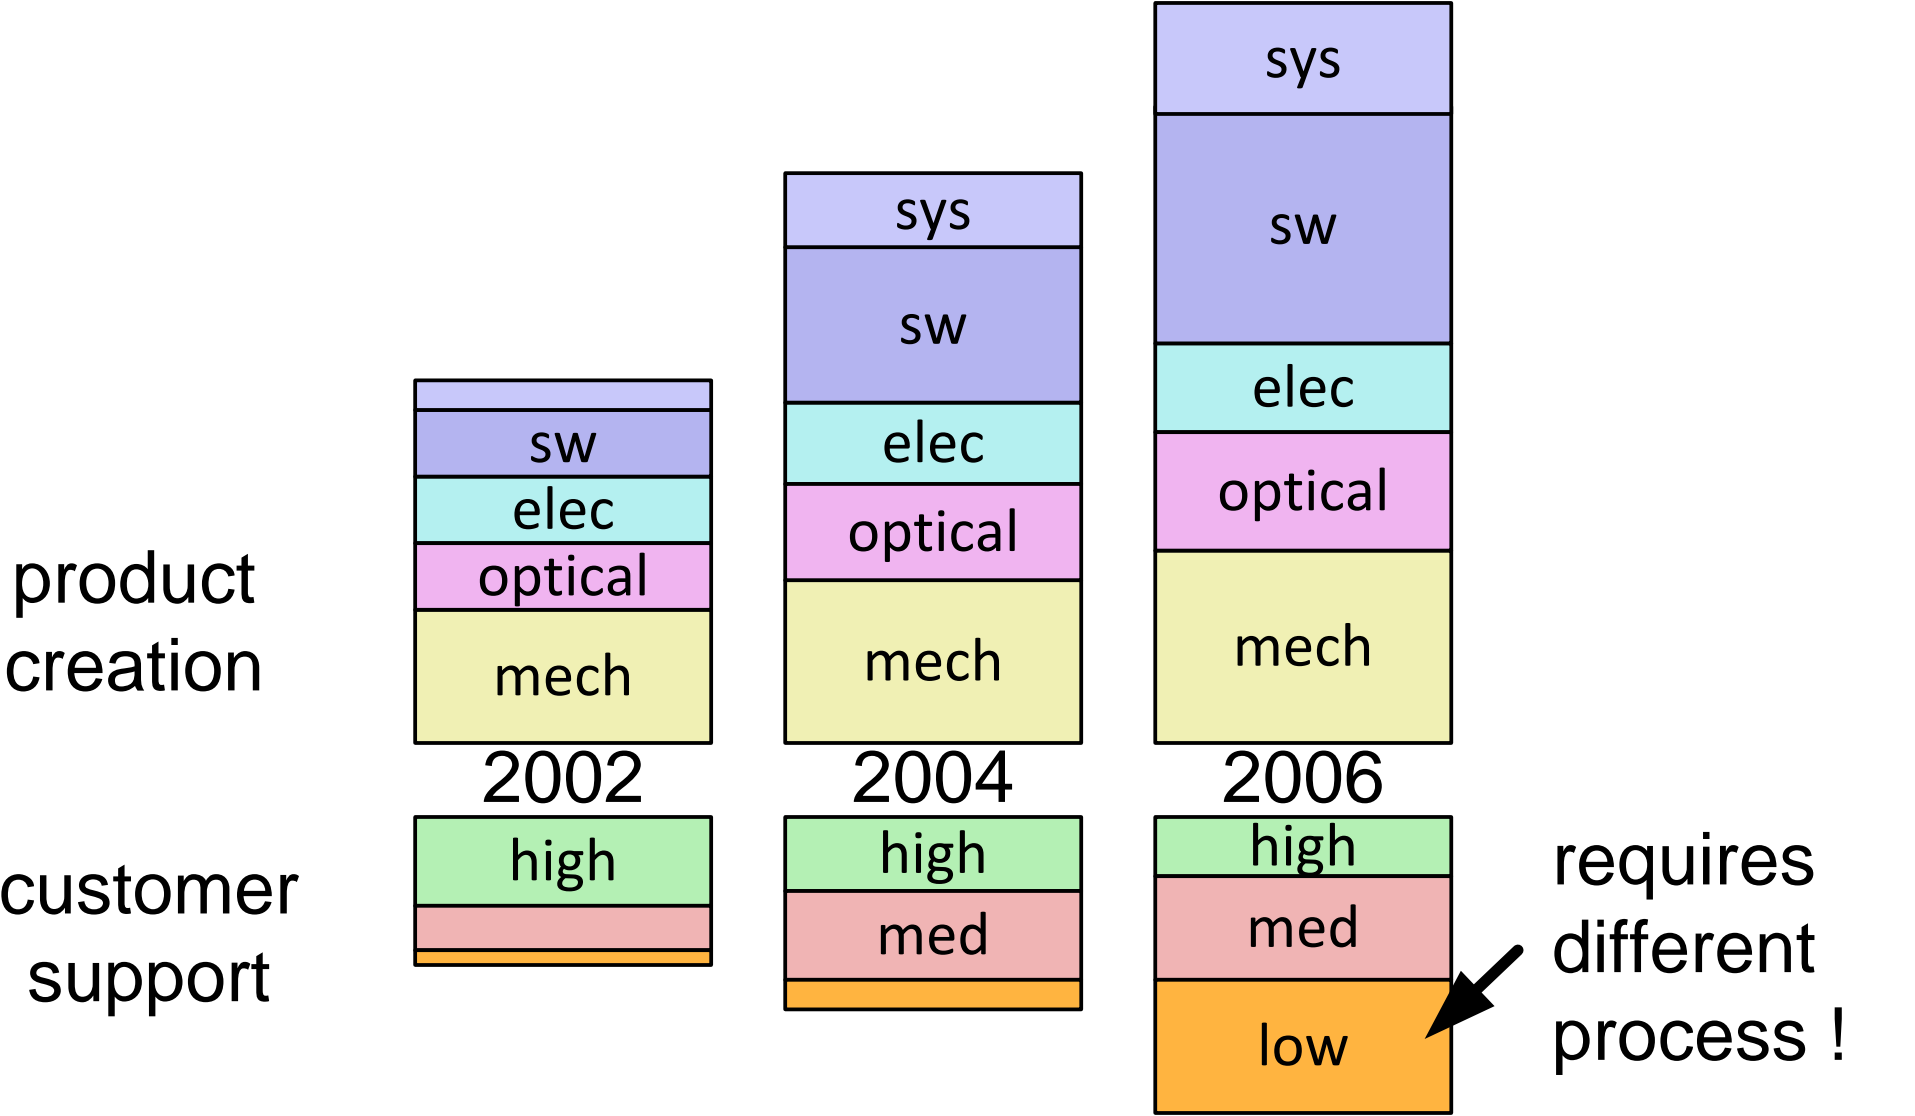 sys
sw
elec
optical
mech
2006
sys
sw
elec
optical
mech
2004
sw
elec
optical
mech
2002
product
creation
customer
support
high
high
med
high
med
low
requires
different
process !